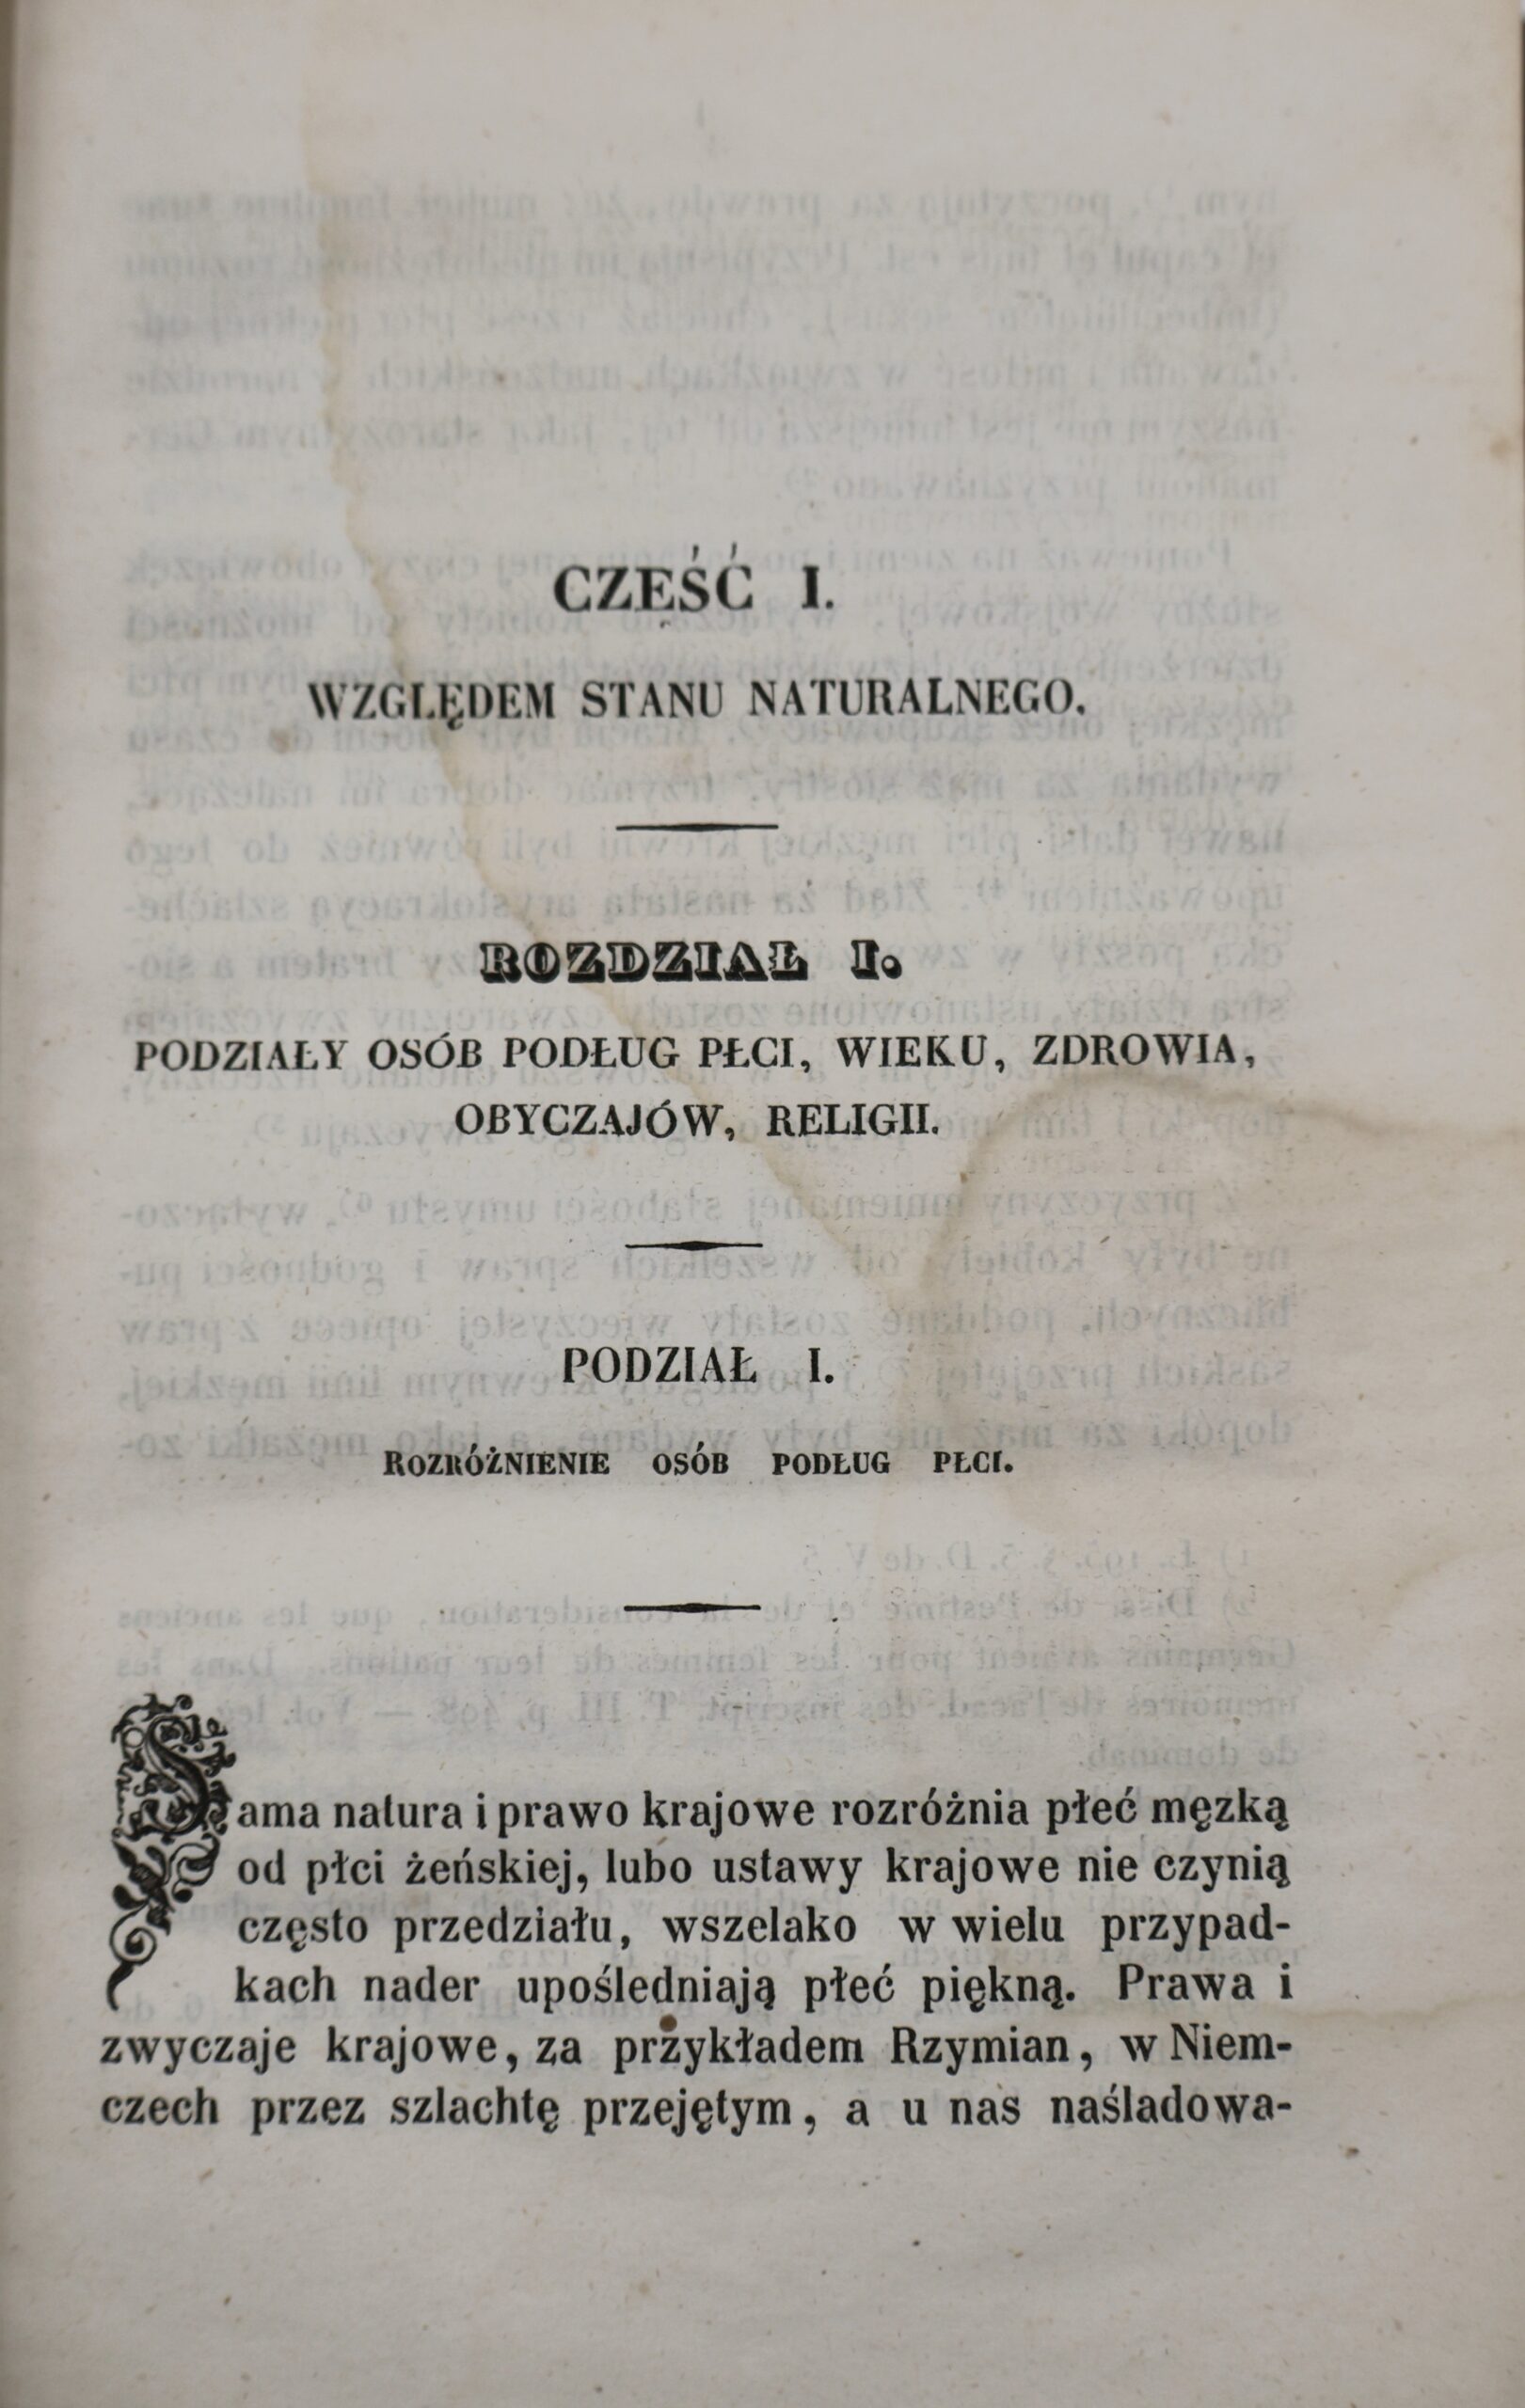 CZĘŚĆ I.
WZGLĘDEM STANU NATURALNEGO.
ROZDZIAŁ I.
PODZIAŁY OSÓB PODŁUG PŁCI, WIEKU, ZDROWIA,
OBYCZAJÓW, RELIGII.
PODZIAŁ I.
ROZRÓŻNIENIE OSÓB PODŁUG PŁCI.
Sama natura i prawo krajowe rozróżnia płeć męzką
od płci żeńskiej, lubo ustawy krajowe nie czynią
często przedziału, wszelako w wielu przypad-
kach nader upośledniają płeć piękną. Prawa i
zwyczaje krajowe, za przykładem Rzymian, w Niem-
czech przez szlachtę przejętym, a u nas naśladowa-